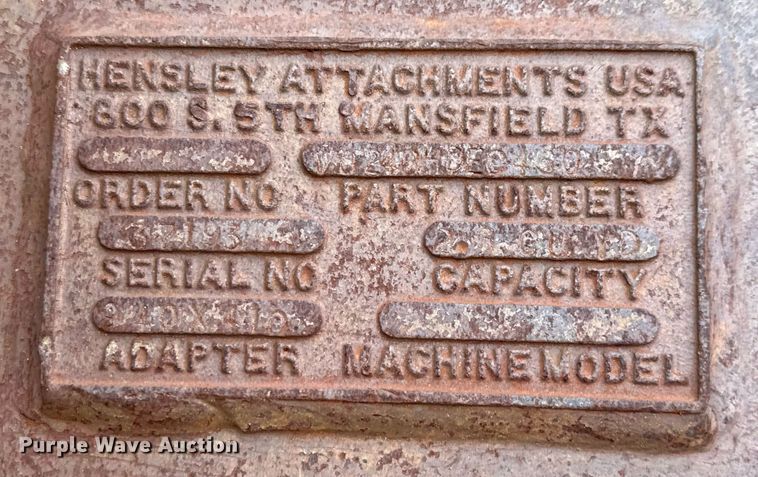 HENSLEY ATTACHMENTS USA
600 S. 5TH MANSFIELD TX
ORDER NO PART NUMBER
SERIAL NO CAPACITY
ADAPTER MACHINE MODEL
Purple Wave Auction